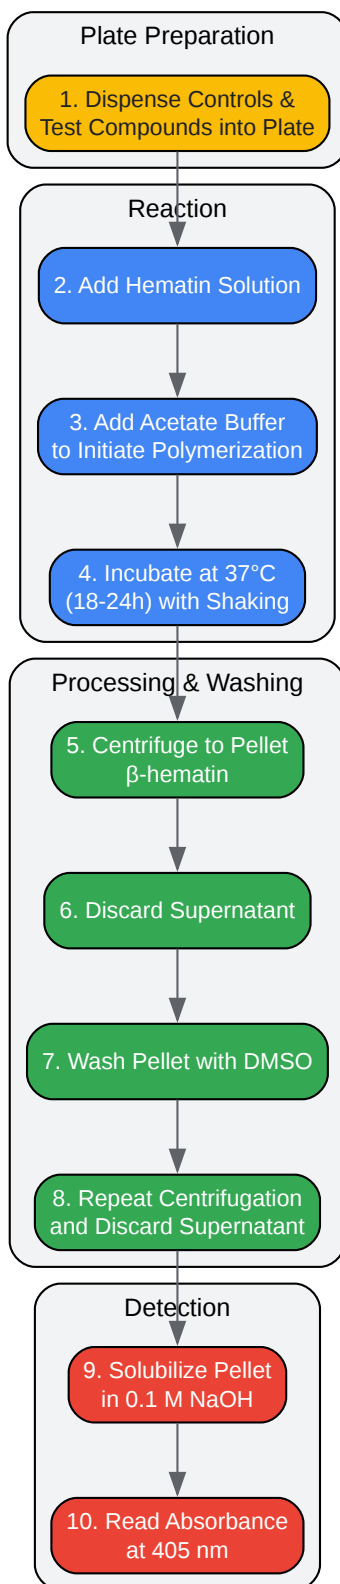 Plate Preparation
1. Dispense Controls &
Test Compounds into Plate
Reaction
2. Add Hematin Solution
3. Add Acetate Buffer
to Initiate Polymerization
4. Incubate at 37°C
(18-24h) with Shaking
Processing & Washing
5. Centrifuge to Pellet
β-hematin
6. Discard Supernatant
7. Wash Pellet with DMSO
8. Repeat Centrifugation
and Discard Supernatant
Detection
9. Solubilize Pellet
in 0.1 M NaOH
10. Read Absorbance
at 405 nm